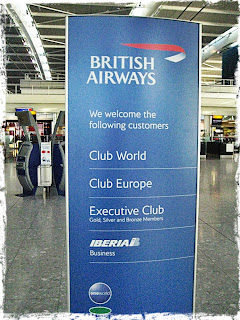 BRITISH
AIRWAYS
We welcome the
following customers
Club World
Club Europe
Executive Club
Gold, Silver and Bronze Members
IBERIA
Business
oneworld